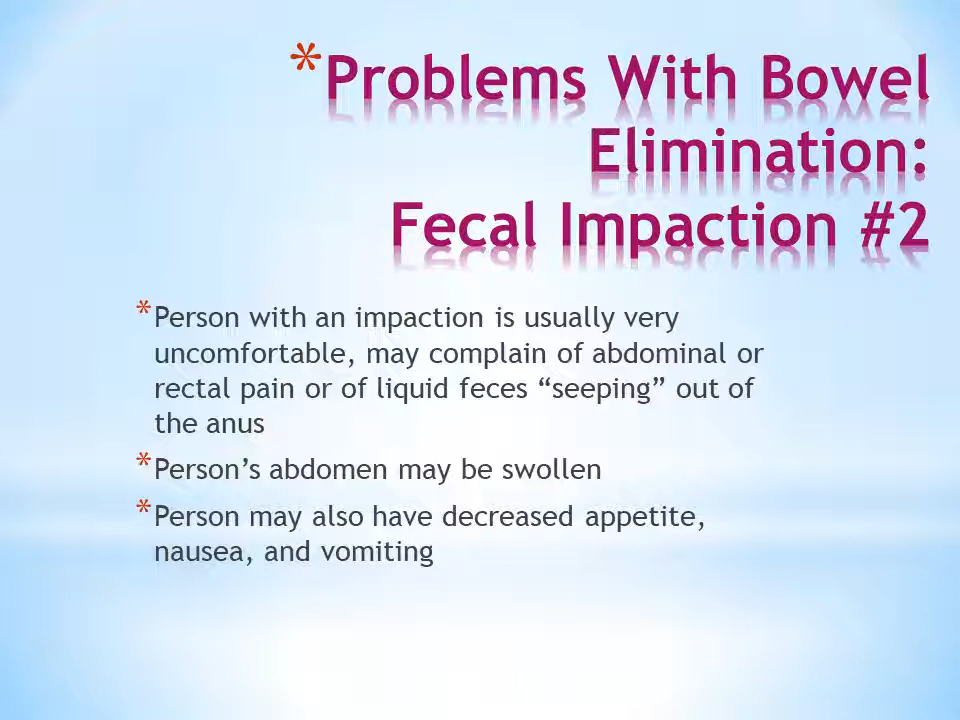 *Problems With Bowel
Elimination:
Fecal Impaction #2
*Person with an impaction is usually very
uncomfortable, may complain of abdominal or
rectal pain or of liquid feces “seeping” out of
the anus
*Person’s abdomen may be swollen
*Person may also have decreased appetite,
nausea, and vomiting